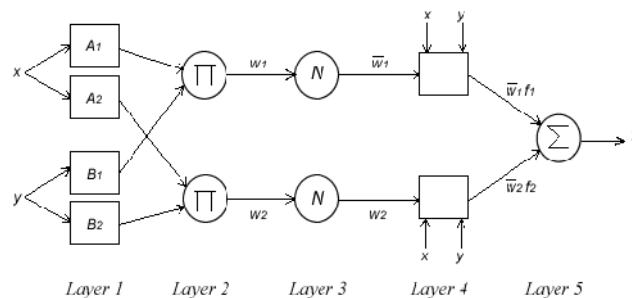 x y
A1
x
A2
∏ w1 N w̅1
w̅1 f1
B1
y
B2
Σ
∏ w2 N w2
w̅2 f2
x y
Layer 1 Layer 2 Layer 3 Layer 4 Layer 5